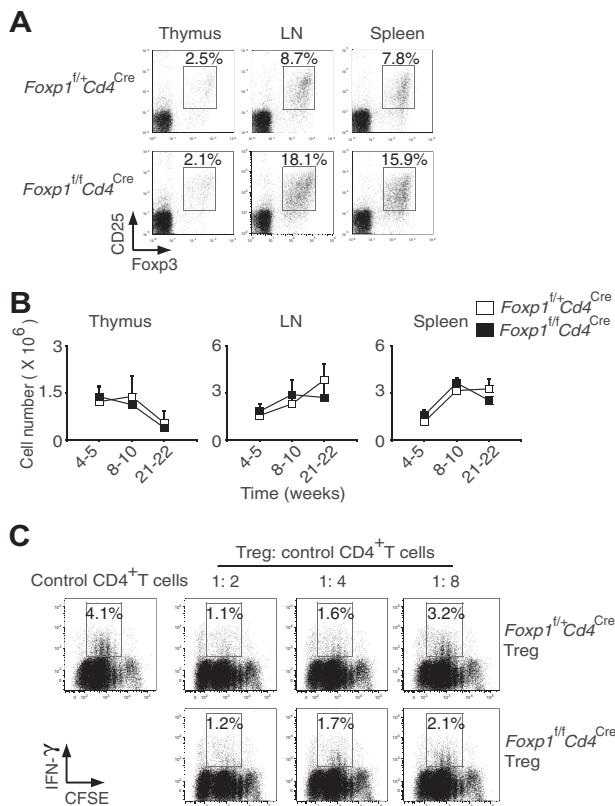 A
Thymus LN Spleen
Foxp1f/+Cd4Cre
2.5% 8.7% 7.8%
Foxp1f/fCd4Cre
2.1% 18.1% 15.9%
CD25
Foxp3
B
Foxp1f/+Cd4Cre
Foxp1f/fCd4Cre
Thymus LN Spleen
Cell number ( X 10 6)
3 1.5 0
6 3 0
6 3 0
4-5 8-10 21-22
4-5 8-10 21-22
4-5 8-10 21-22
Time (weeks)
C
Treg: control CD4+T cells
Control CD4+T cells 1: 2 1: 4 1: 8
4.1% 1.1% 1.6% 3.2%
Foxp1f/+Cd4Cre
Treg
1.2% 1.7% 2.1%
Foxp1f/fCd4Cre
Treg
IFN-γ
CFSE